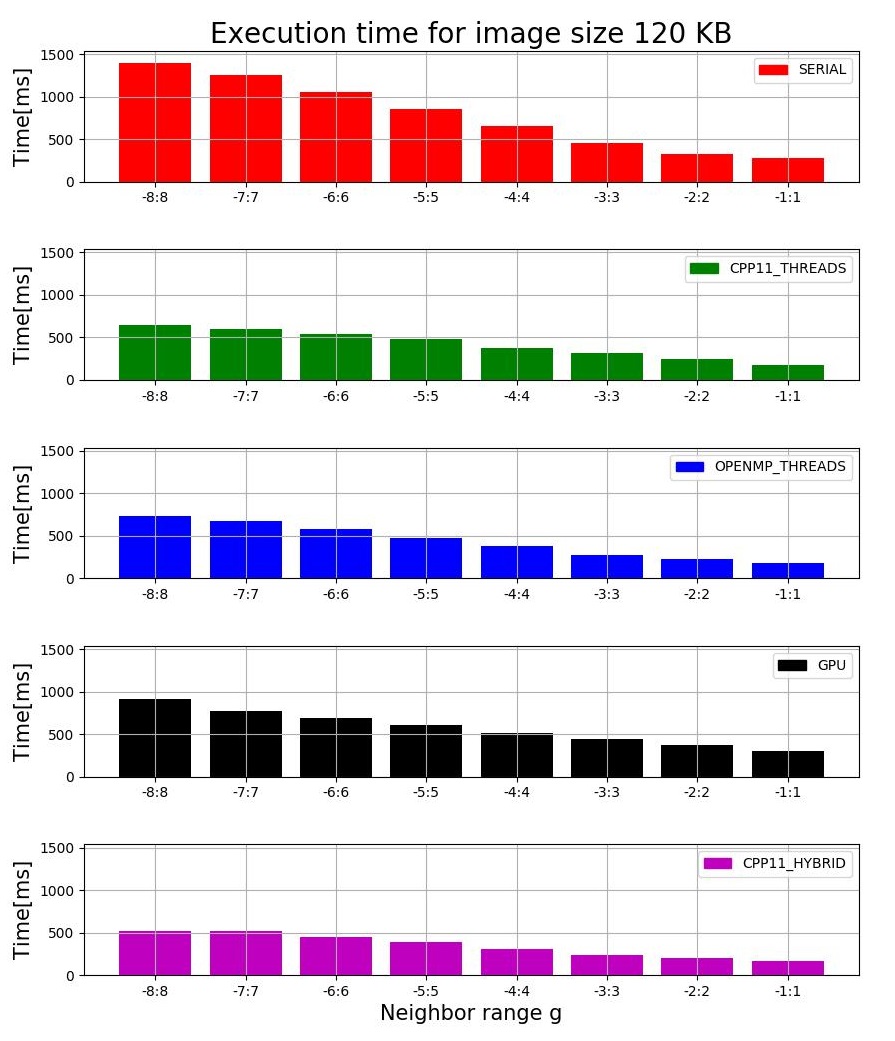 Execution time for image size 120 KB
Time[ms]
1500
1000
500
0
SERIAL
-8:8 -7:7 -6:6 -5:5 -4:4 -3:3 -2:2 -1:1
Time[ms]
1500
1000
500
0
CPP11_THREADS
-8:8 -7:7 -6:6 -5:5 -4:4 -3:3 -2:2 -1:1
Time[ms]
1500
1000
500
0
OPENMP_THREADS
-8:8 -7:7 -6:6 -5:5 -4:4 -3:3 -2:2 -1:1
Time[ms]
1500
1000
500
0
GPU
-8:8 -7:7 -6:6 -5:5 -4:4 -3:3 -2:2 -1:1
Time[ms]
1500
1000
500
0
CPP11_HYBRID
-8:8 -7:7 -6:6 -5:5 -4:4 -3:3 -2:2 -1:1
Neighbor range g